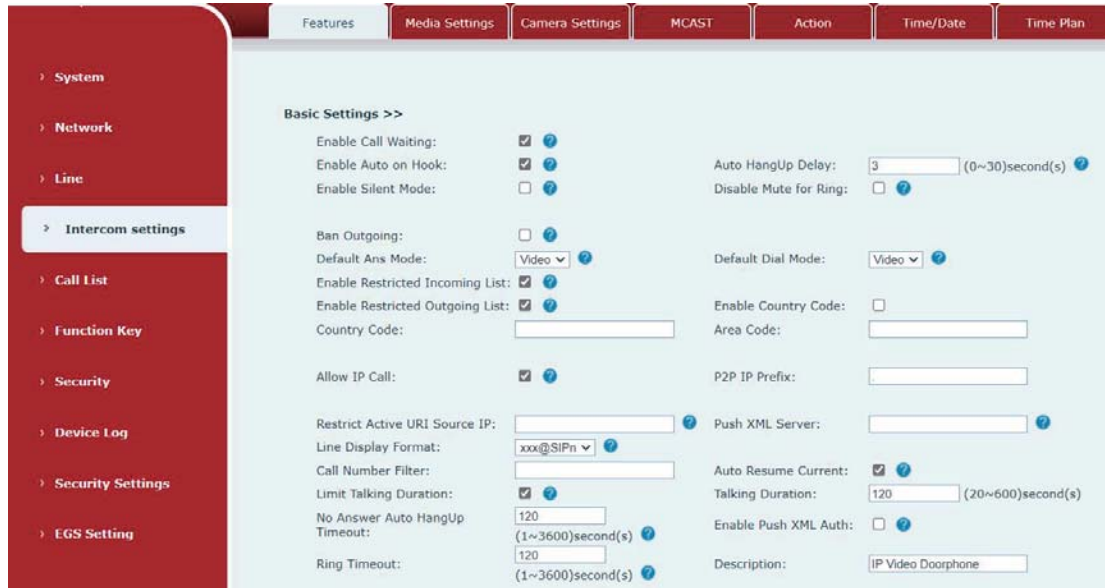 Features Media Settings Camera Settings MCAST Action Time/Date Time Plan
› System
› Network
› Line
› Intercom settings
› Call List
› Function Key
› Security
› Device Log
› Security Settings
› EGS Setting
Basic Settings >>
Enable Call Waiting: ?
Enable Auto on Hook: ? Auto HangUp Delay: 3 (0~30)second(s) ?
Enable Silent Mode: ? Disable Mute for Ring: ?
Ban Outgoing: ?
Default Ans Mode: Video ? Default Dial Mode: Video ?
Enable Restricted Incoming List: ?
Enable Restricted Outgoing List: ? Enable Country Code:
Country Code: Area Code:
Allow IP Call: ? P2P IP Prefix: .
Restrict Active URI Source IP: ? Push XML Server: ?
Line Display Format: xxx@SIPn ?
Call Number Filter: Auto Resume Current: ?
Limit Talking Duration: ? Talking Duration: 120 (20~600)second(s)
No Answer Auto HangUp Timeout: 120 (1~3600)second(s) ? Enable Push XML Auth: ?
Ring Timeout: 120 (1~3600)second(s) ? Description: IP Video Doorphone